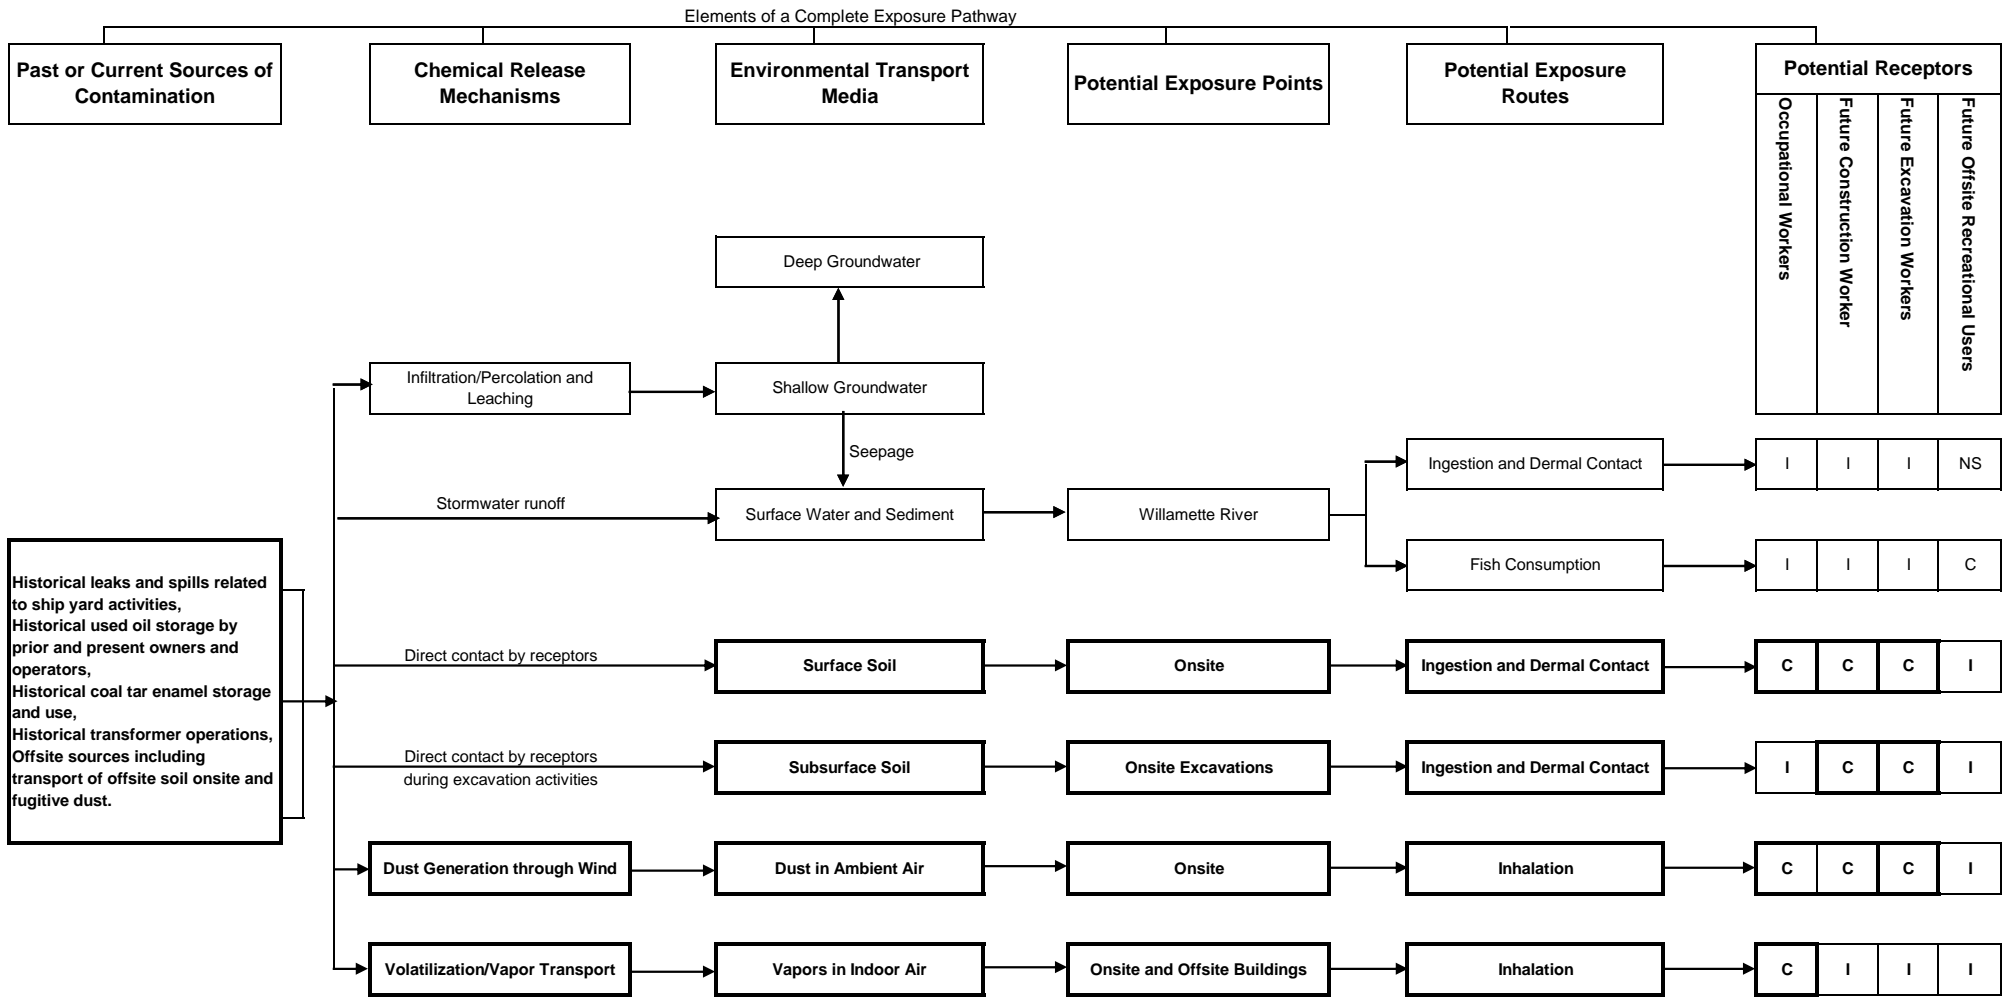 Elements of a Complete Exposure Pathway
Past or Current Sources of
Contamination
Chemical Release
Mechanisms
Environmental Transport
Media
Potential Exposure Points
Potential Exposure
Routes
Potential Receptors
Occupational Workers
Future Construction Worker
Future Excavation Workers
Future Offsite Recreational Users
Deep Groundwater
Infiltration/Percolation and
Leaching
Shallow Groundwater
Seepage
Ingestion and Dermal Contact
I I I NS
Stormwater runoff
Surface Water and Sediment
Willamette River
Fish Consumption
I I I C
Historical leaks and spills related
to ship yard activities,
Historical used oil storage by
prior and present owners and
operators,
Historical coal tar enamel storage
and use,
Historical transformer operations,
Offsite sources including
transport of offsite soil onsite and
fugitive dust.
Direct contact by receptors
Surface Soil
Onsite
Ingestion and Dermal Contact
C C C I
Direct contact by receptors
during excavation activities
Subsurface Soil
Onsite Excavations
Ingestion and Dermal Contact
I C C I
Dust Generation through Wind
Dust in Ambient Air
Onsite
Inhalation
C C C I
Volatilization/Vapor Transport
Vapors in Indoor Air
Onsite and Offsite Buildings
Inhalation
C I I I